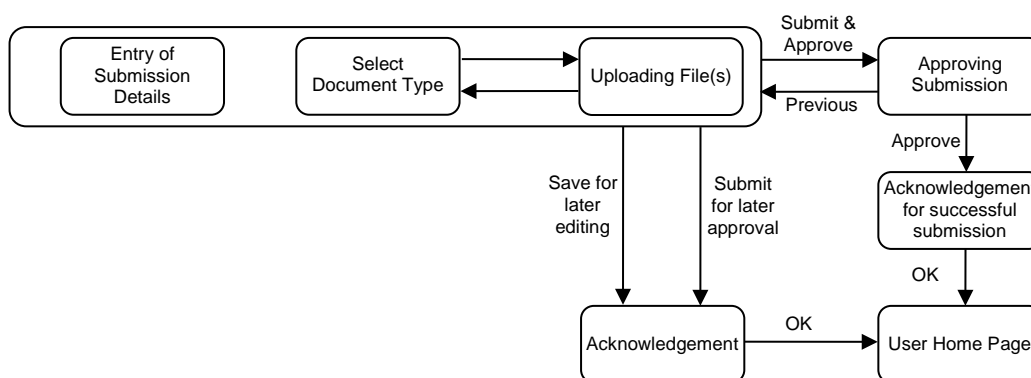 Entry of
Submission
Details
Select
Document Type
Uploading File(s)
Submit &
Approve
Previous
Approving
Submission
Approve
Save for
later
editing
Submit
for later
approval
Acknowledgement
for successful
submission
OK
Acknowledgement
OK
User Home Page